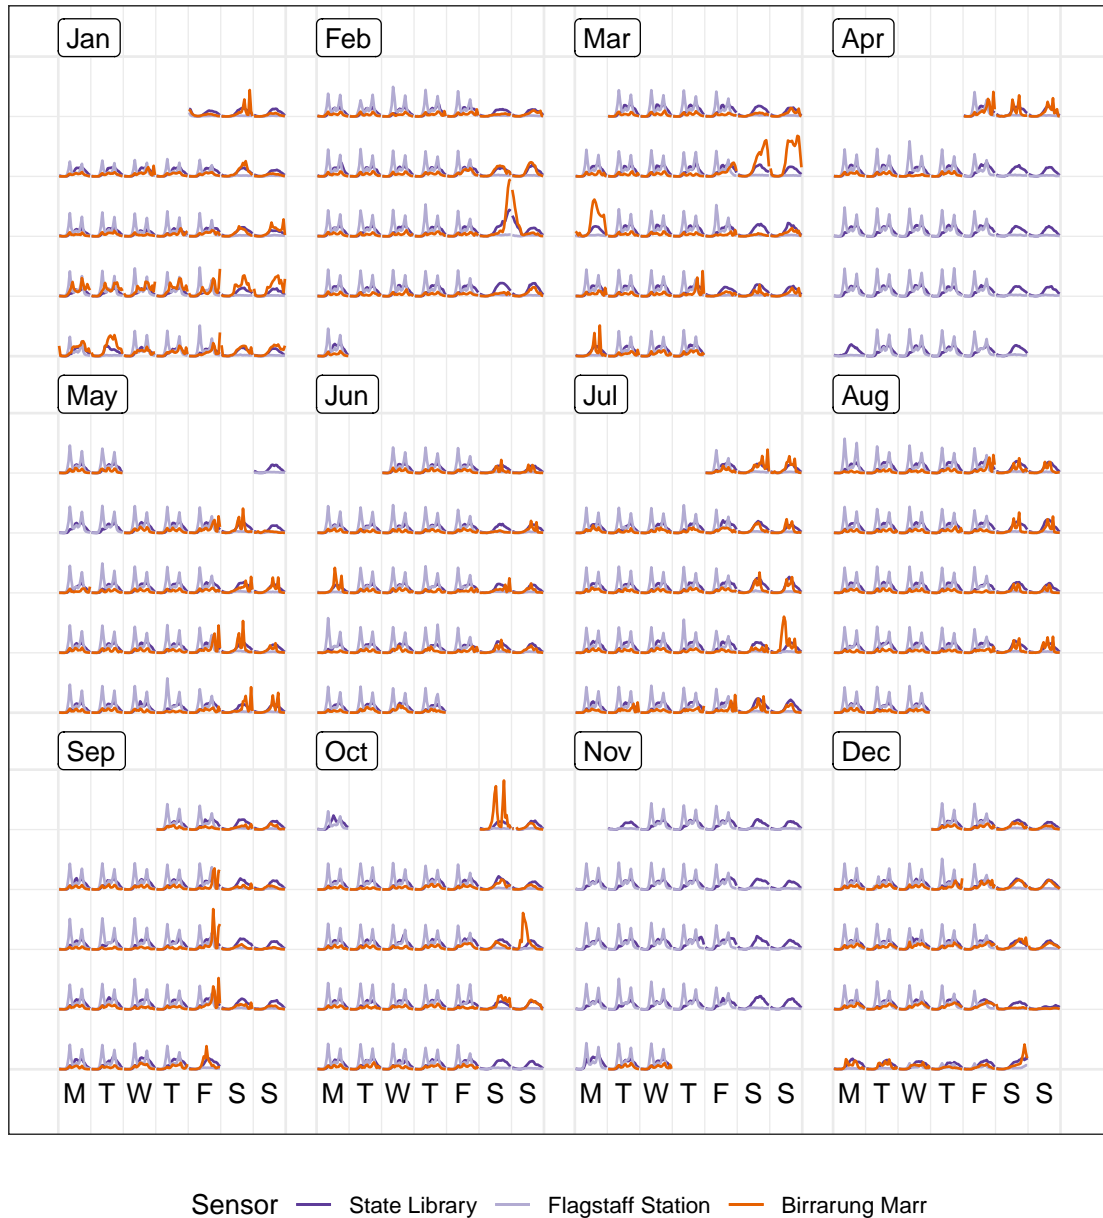 Jan Feb Mar Apr
May Jun Jul Aug
Sep Oct Nov Dec
M T W T F S S M T W T F S S M T W T F S S M T W T F S S
Sensor State Library Flagstaff Station Birrarung Marr